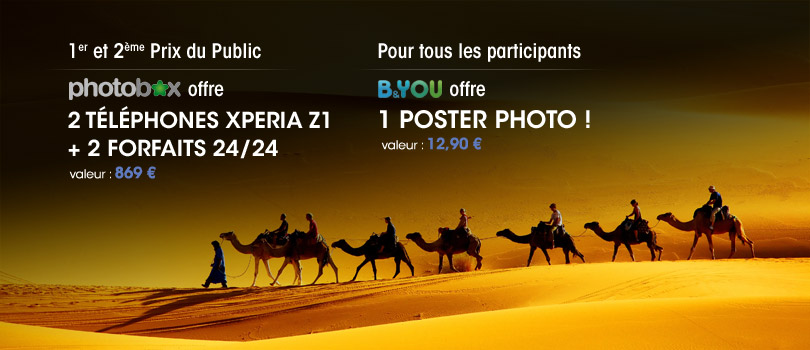 1er et 2ème Prix du Public
photobox offre
2 TÉLÉPHONES XPERIA Z1
+ 2 FORFAITS 24/24
valeur : 869 €
Pour tous les participants
B&YOU offre
1 POSTER PHOTO !
valeur : 12,90 €